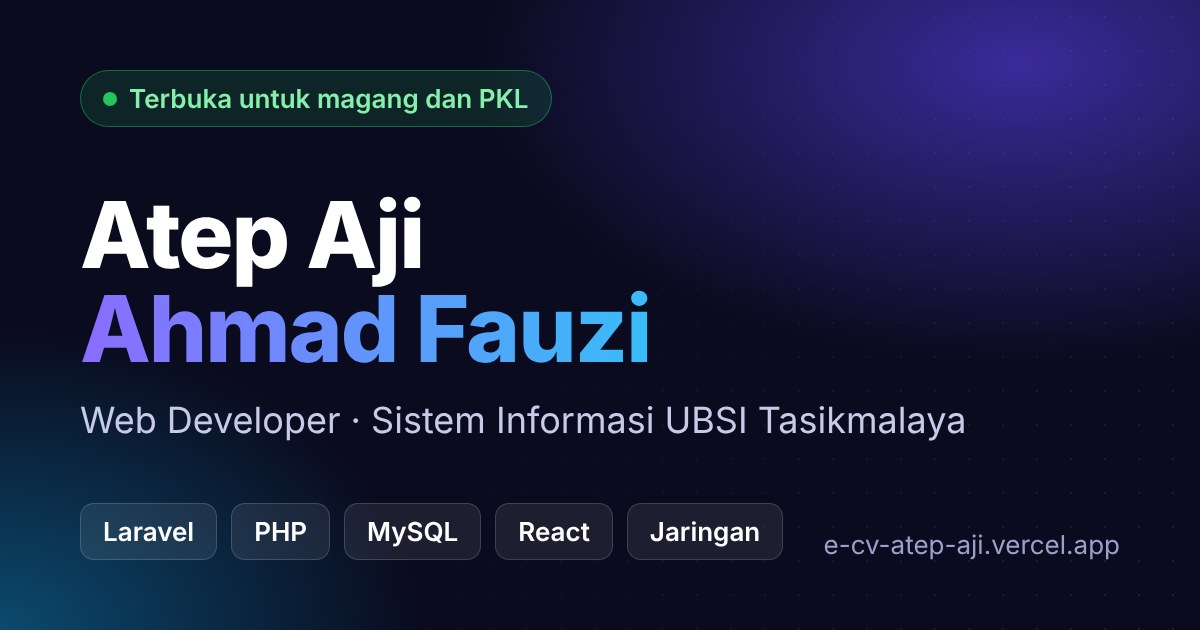 Terbuka untuk magang dan PKL
Atep Aji
Ahmad Fauzi
Web Developer · Sistem Informasi UBSI Tasikmalaya
Laravel PHP MySQL React Jaringan
e-cv-atep-aji.vercel.app